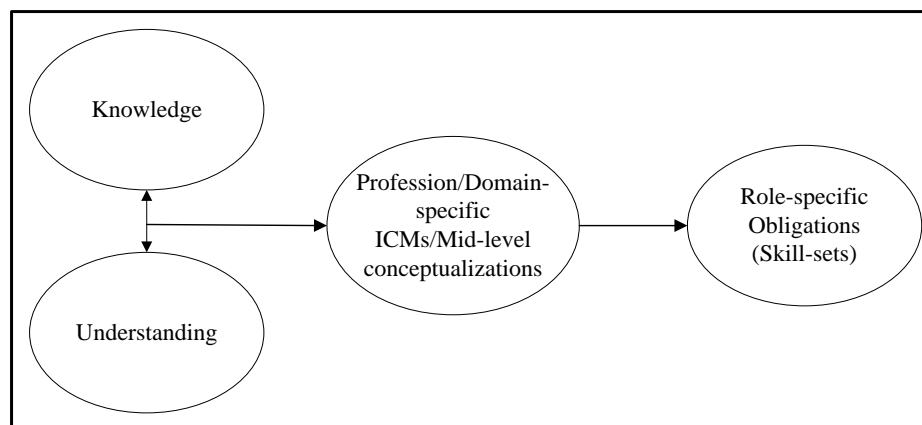 Knowledge
Understanding
Profession/Domain-
specific
ICMs/Mid-level
conceptualizations
Role-specific
Obligations
(Skill-sets)